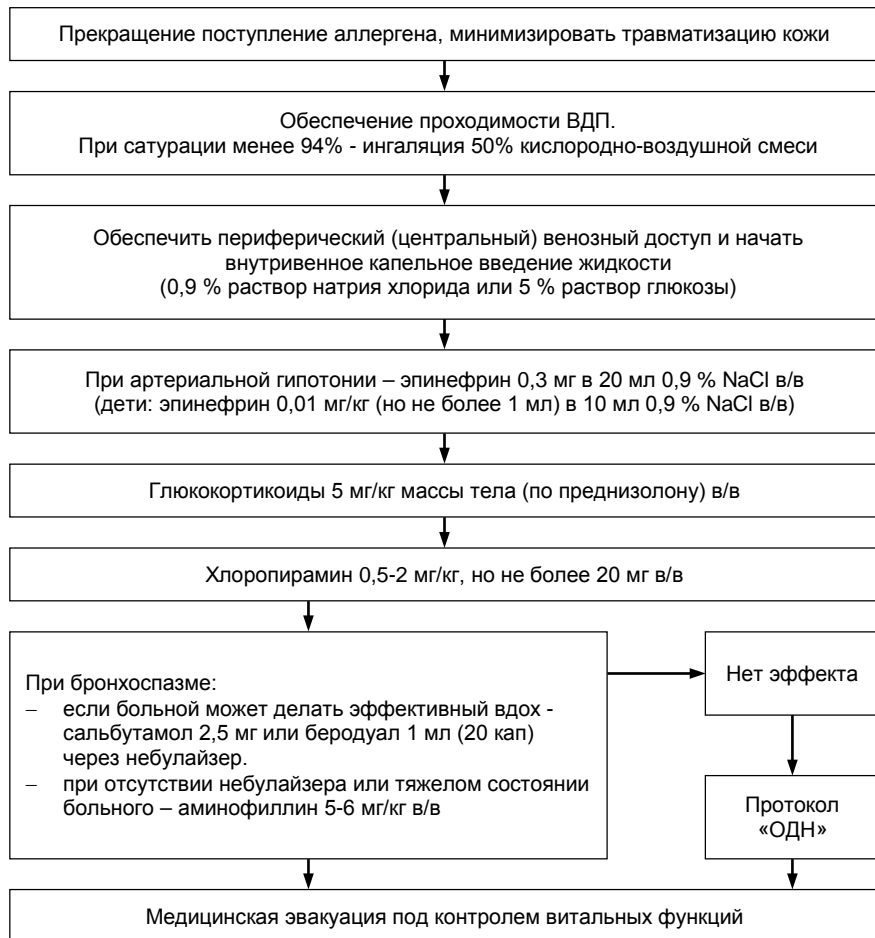 Прекращение поступление аллергена, минимизировать травматизацию кожи
Обеспечение проходимости ВДП.
При сатурации менее 94% - ингаляция 50% кислородно-воздушной смеси
Обеспечить периферический (центральный) венозный доступ и начать
внутривенное капельное введение жидкости
(0,9 % раствор натрия хлорида или 5 % раствор глюкозы)
При артериальной гипотонии – эпинефрин 0,3 мг в 20 мл 0,9 % NaCl в/в
(дети: эпинефрин 0,01 мг/кг (но не более 1 мл) в 10 мл 0,9 % NaCl в/в)
Глюкокортикоиды 5 мг/кг массы тела (по преднизолону) в/в
Хлоропирамин 0,5-2 мг/кг, но не более 20 мг в/в
При бронхоспазме:
– если больной может делать эффективный вдох -
сальбутамол 2,5 мг или беродуал 1 мл (20 кап)
через небулайзер.
– при отсутствии небулайзера или тяжелом состоянии
больного – аминофиллин 5-6 мг/кг в/в
Нет эффекта
Протокол
«ОДН»
Медицинская эвакуация под контролем витальных функций